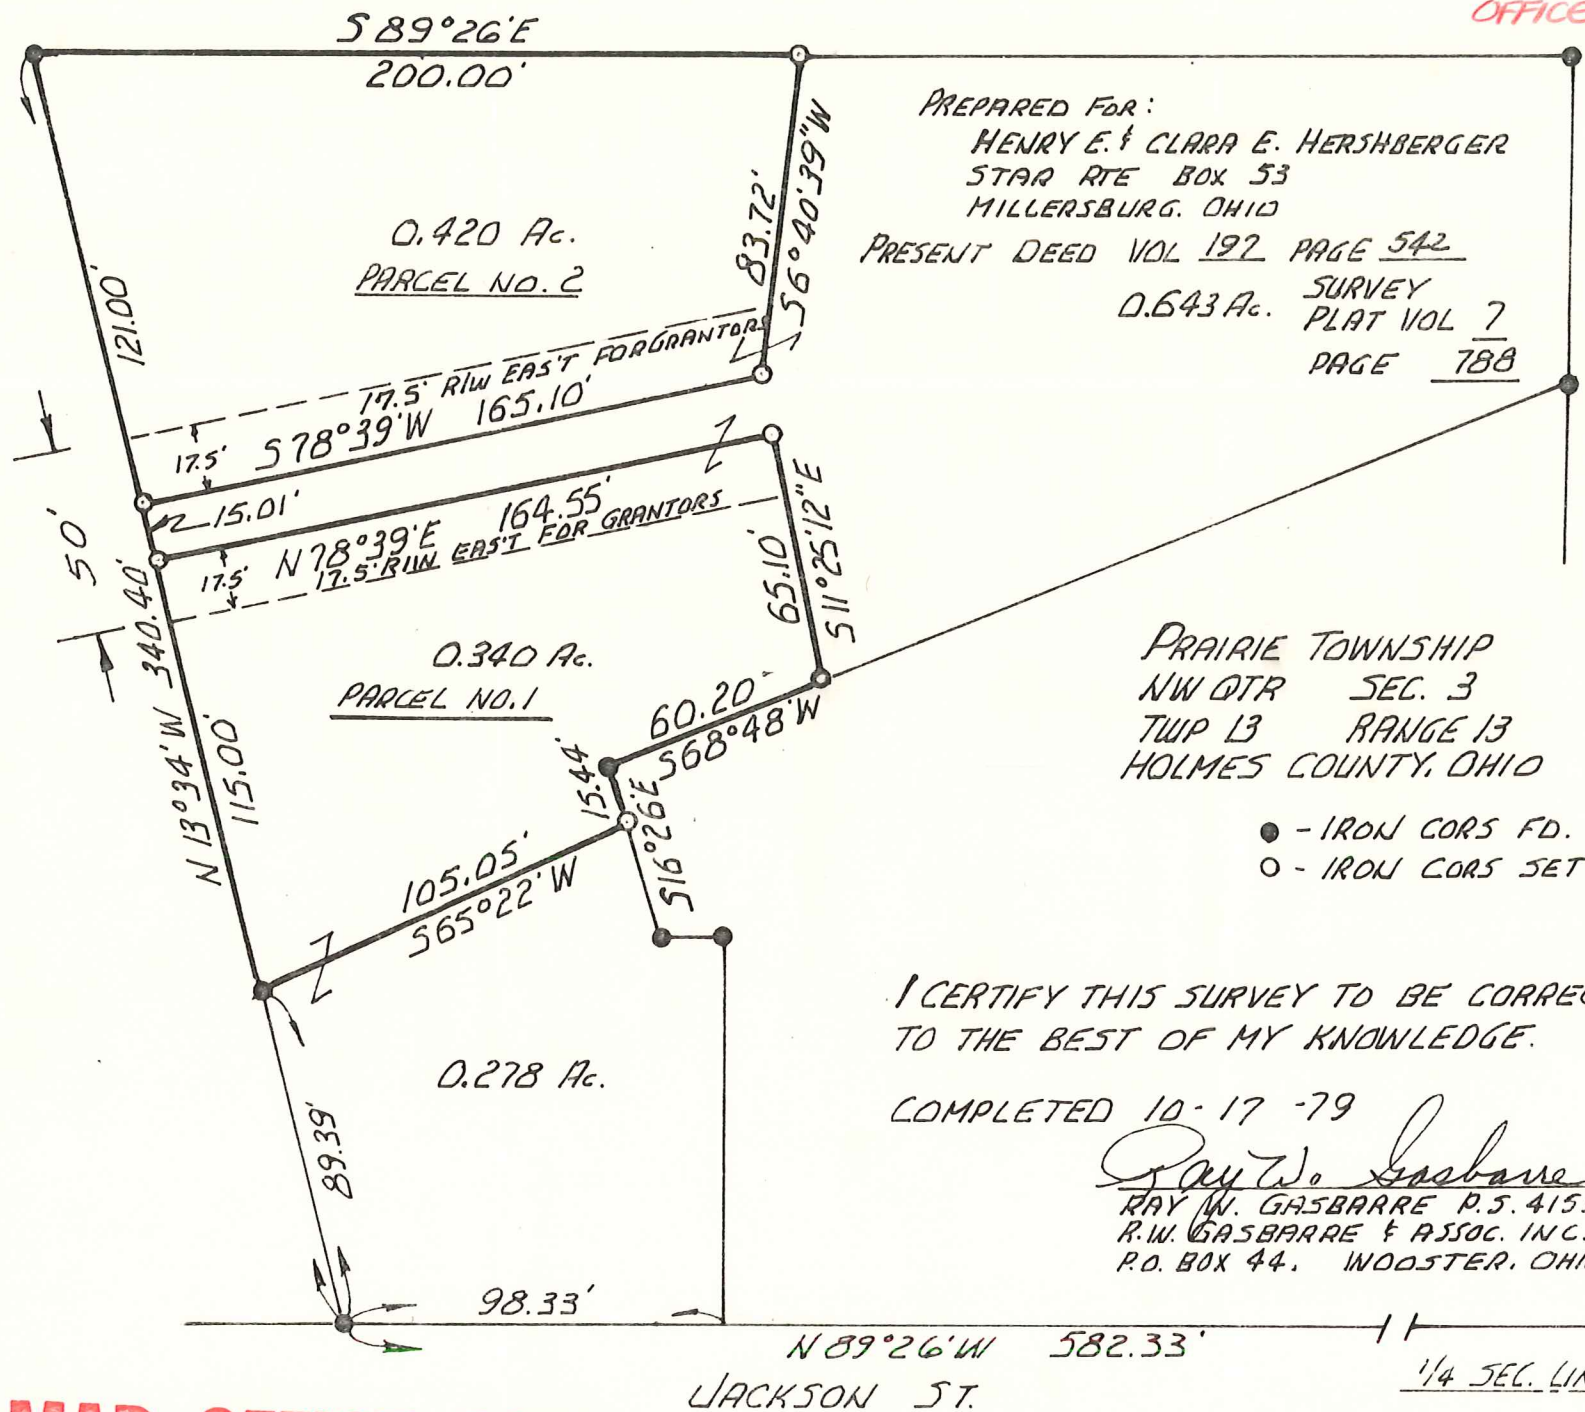 OFFICE
S 89°26'E
200.00'
PREPARED FOR:
HENRY E. & CLARA E. HERSHBERGER
STAR RTE BOX 53
MILLERSBURG. OHIO
PRESENT DEED VOL 192 PAGE 542
0.643 Ac. SURVEY
PLAT VOL 7
PAGE 788
83.72'
S6°40'39"W
0.420 Ac.
PARCEL NO. 2
121.00'
17.5' R/W EAS'T FOR GRANTORS
S78°39'W 165.10'
17.5'
15.01'
50'
N78°39'E 164.55'
17.5' R/W EAS'T FOR GRANTORS
17.5'
65.10'
S11°25'12"E
N 13°34'W 340.40'
115.00'
0.340 Ac.
PARCEL NO. 1
60.20'
S68°48'W
15.44'
S16°26'E
105.05'
S65°22'W
PRAIRIE TOWNSHIP
NW QTR SEC. 3
TWP 13 RANGE 13
HOLMES COUNTY, OHIO
- IRON CORS FD.
- IRON CORS SET
I CERTIFY THIS SURVEY TO BE CORREC
TO THE BEST OF MY KNOWLEDGE.
COMPLETED 10-17-79
Ray W. Gasbarre
RAY W. GASBARRE P.S. 415
R.W. GASBARRE & ASSOC. INC.
P.O. BOX 44. WOOSTER. OHI
0.278 Ac.
89.39'
98.33'
N 89°26'W 582.33'
JACKSON ST.
1/4 SEC. LIN